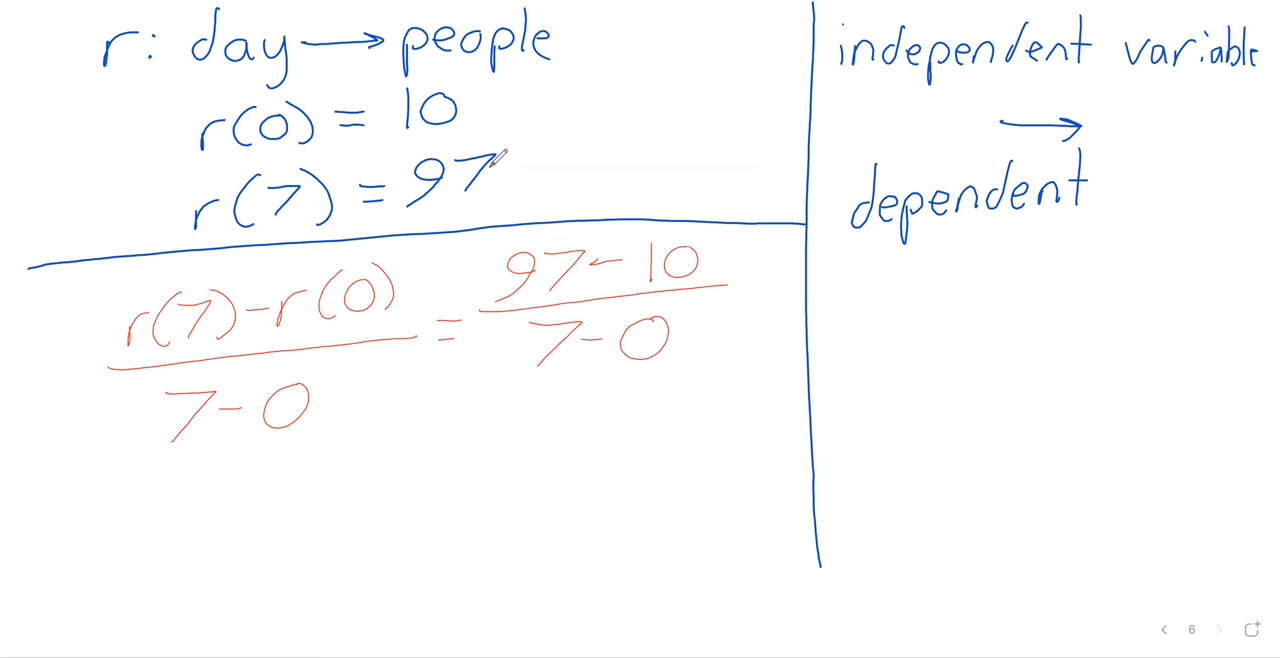 r: day → people
r(0) = 10
r(7) = 97
independent variable
→
dependent
r(7) - r(0)
7 - 0
=
97 - 10
7 - 0
6